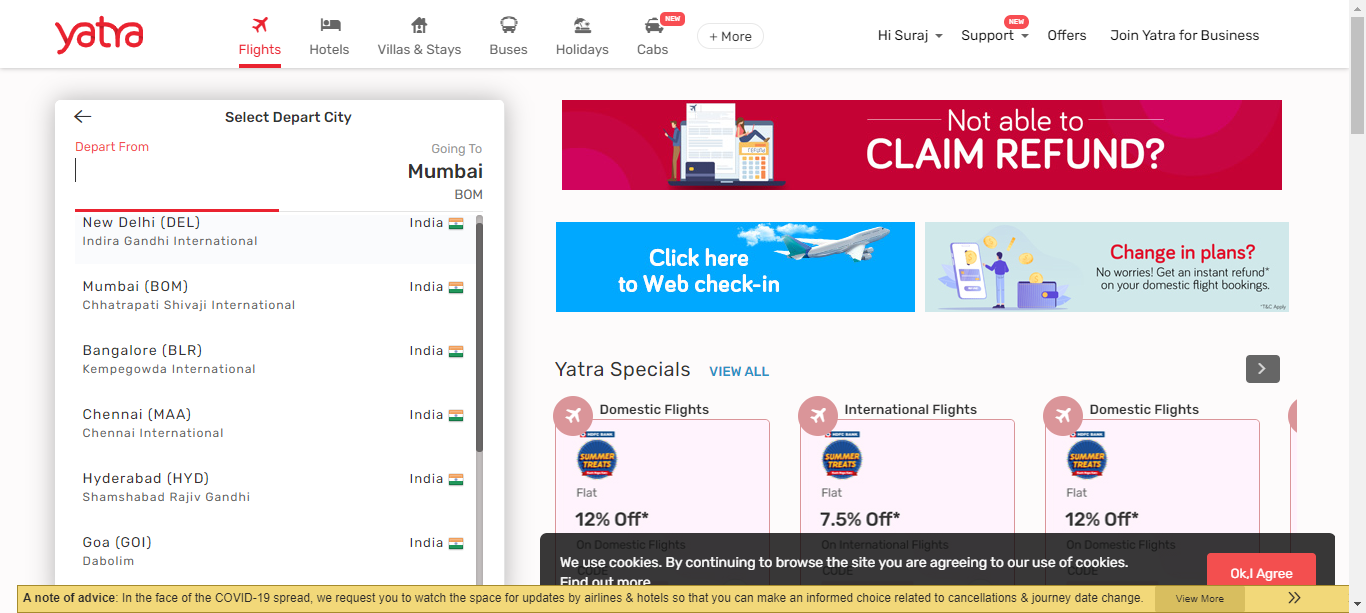 yatra
Flights
Hotels
Villas & Stays
Buses
Holidays
NEW
Cabs
+ More
Hi Suraj
NEW
Support
Offers
Join Yatra for Business
Select Depart City
Depart From
Going To
Mumbai
BOM
New Delhi (DEL)
India
Indira Gandhi International
Mumbai (BOM)
India
Chhatrapati Shivaji International
Bangalore (BLR)
India
Kempegowda International
Chennai (MAA)
India
Chennai International
Hyderabad (HYD)
India
Shamshabad Rajiv Gandhi
Goa (GOI)
India
Dabolim
Not able to
CLAIM REFUND?
Click here
to Web check-in
Change in plans?
No worries! Get an instant refund*
on your domestic flight bookings.
*T&C Apply
Yatra Specials
VIEW ALL
Domestic Flights
HDFC BANK
SUMMER
TREATS
Flat
12% Off*
On Domestic Flights
CODE
International Flights
HDFC BANK
SUMMER
TREATS
Flat
7.5% Off*
On International Flights
CODE
Domestic Flights
HDFC BANK
SUMMER
TREATS
Flat
12% Off*
On Domestic Flights
CODE
We use cookies. By continuing to browse the site you are agreeing to our use of cookies.
Find out more
Ok,I Agree
A note of advice: In the face of the COVID-19 spread, we request you to watch the space for updates by airlines & hotels so that you can make an informed choice related to cancellations & journey date change.
View More